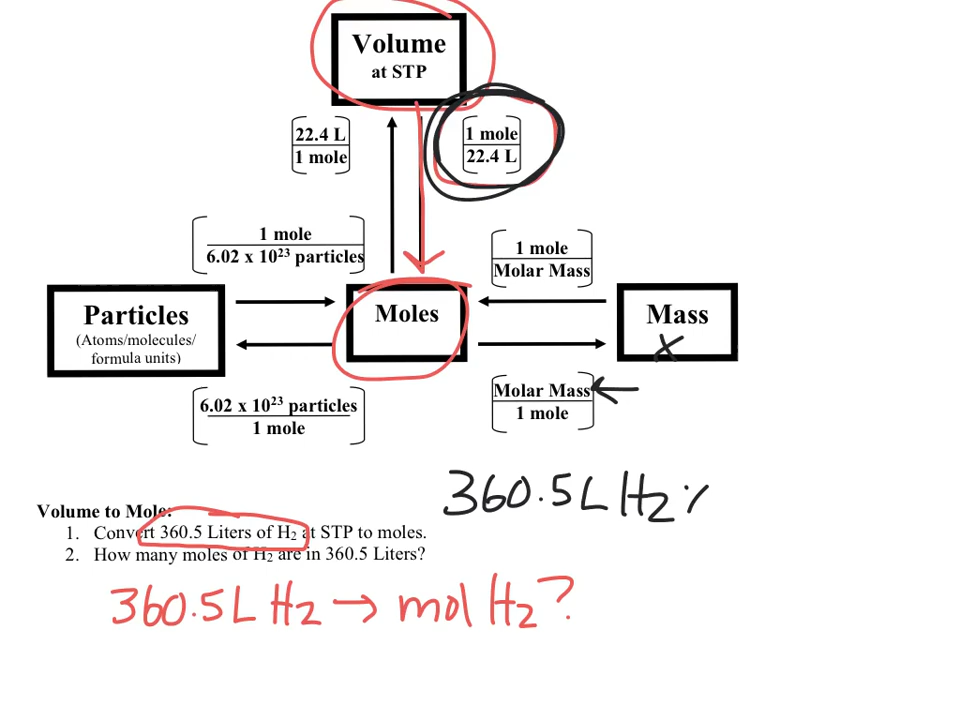 Volume
at STP
22.4 L
1 mole
1 mole
22.4 L
1 mole
6.02 x 10²³ particles
1 mole
Molar Mass
Particles
(Atoms/molecules/
formula units)
Moles
Mass
X
6.02 x 10²³ particles
1 mole
Molar Mass
1 mole
360.5 L H₂
Volume to Mole:
1. Convert 360.5 Liters of H₂ at STP to moles.
2. How many moles of H₂ are in 360.5 Liters?
360.5 L H₂ → mol H₂?